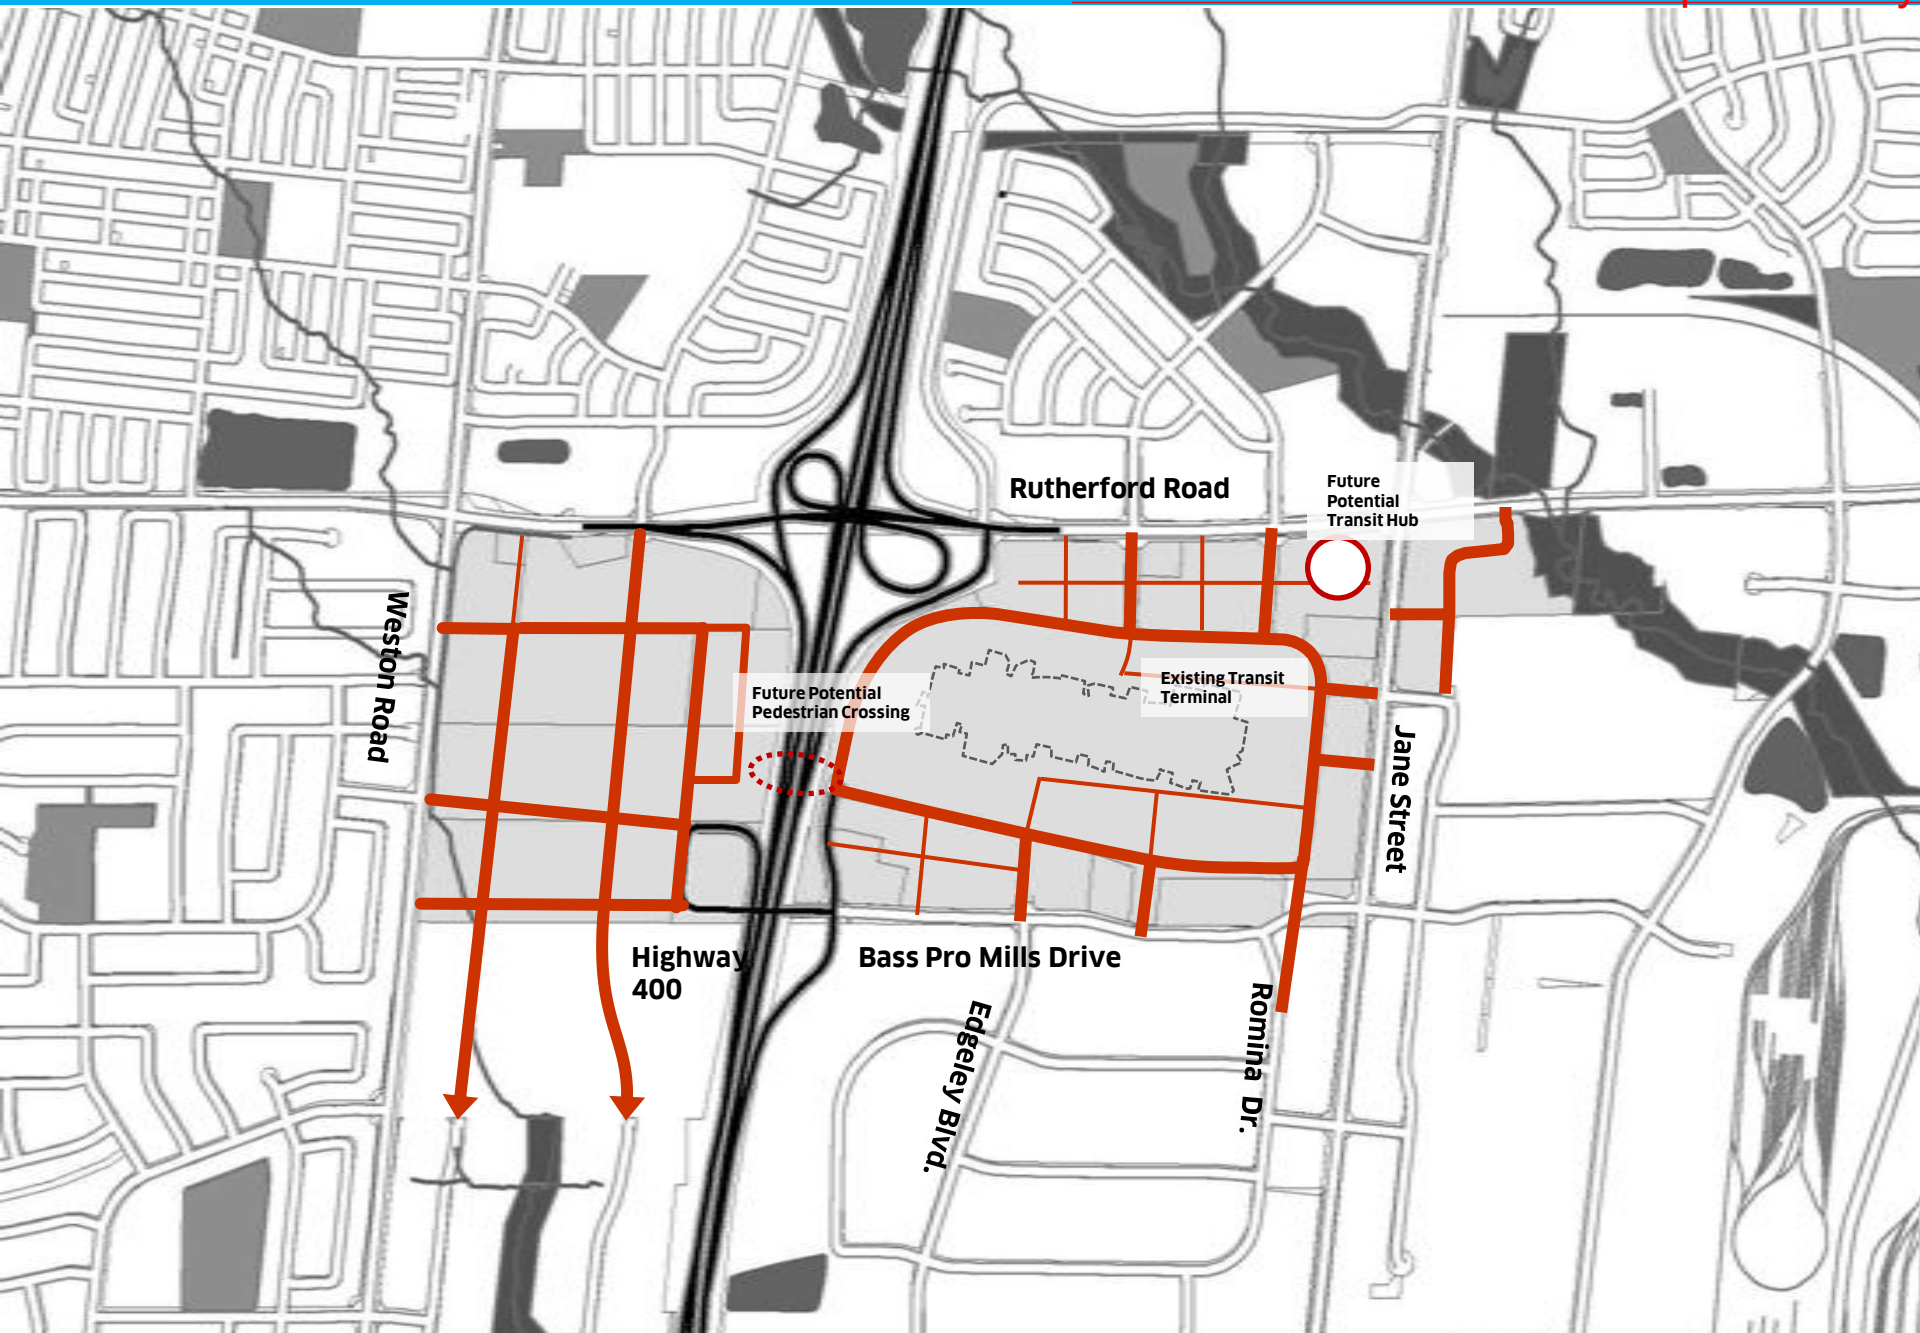 Rutherford Road
Future
Potential
Transit Hub
Weston Road
Future Potential
Pedestrian Crossing
Existing Transit
Terminal
Jane Street
Highway
400
Bass Pro Mills Drive
Edgeley Blvd.
Romina Dr.